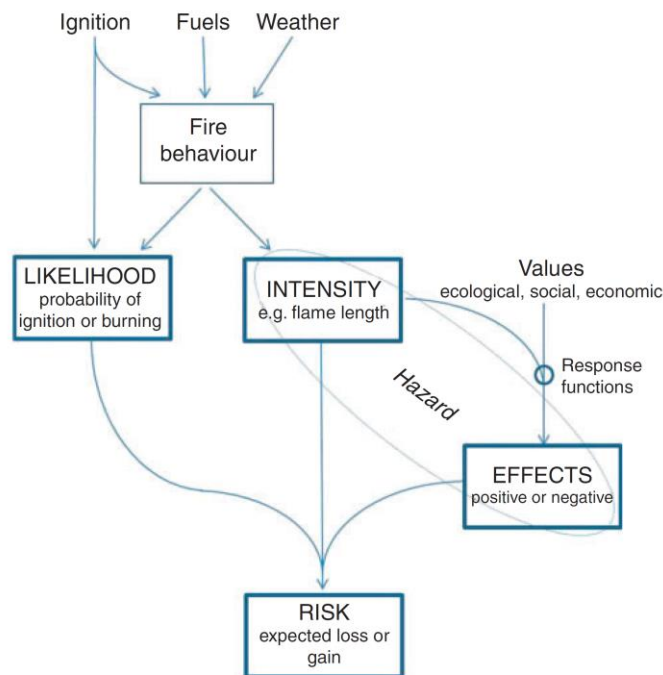 Ignition
Fuels
Weather
Fire
behaviour
LIKELIHOOD
probability of
ignition or burning
INTENSITY
e.g. flame length
Values
ecological, social, economic
Response
functions
Hazard
EFFECTS
positive or negative
RISK
expected loss or
gain